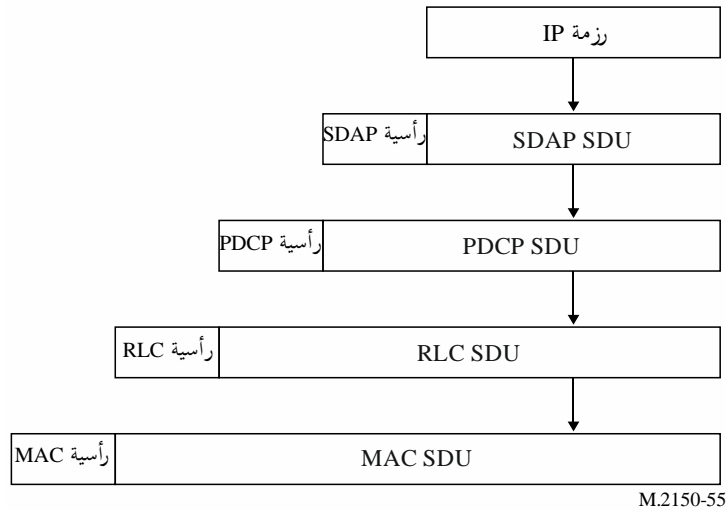 رزمة IP
رأسية SDAP
SDAP SDU
رأسية PDCP
PDCP SDU
رأسية RLC
RLC SDU
رأسية MAC
MAC SDU
M.2150-55